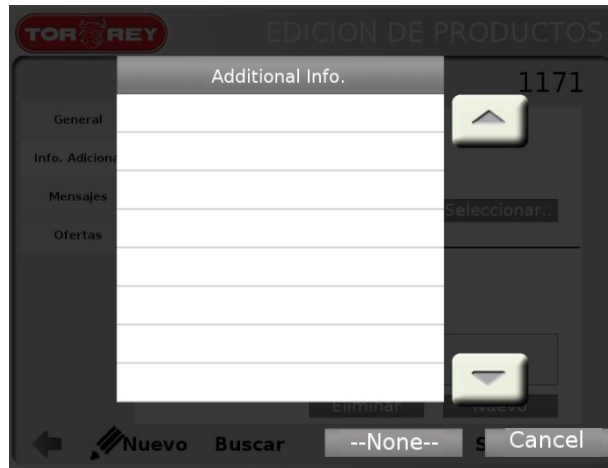 TOR REY
EDICION DE PRODUCTOS
Additional Info.
1171
General
Info. Adiciona
Mensajes
Seleccionar..
Ofertas
Eliminar
Nuevo
Nuevo
Buscar
--None--
S
Cancel